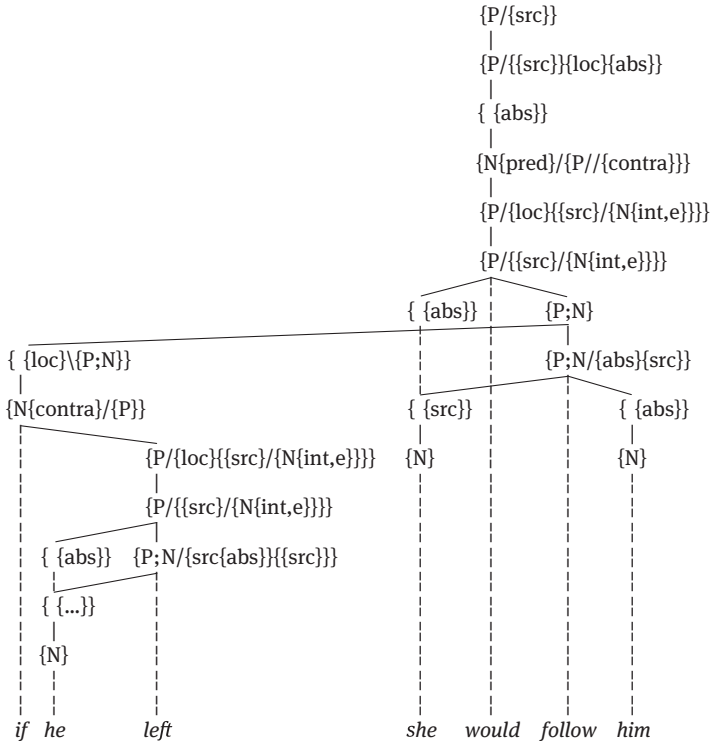 {P/{src}}
{P/{{src}}{loc}{abs}}
{ {abs}}
{N{pred}/{P//{contra}}}
{P/{loc}{{src}/{N{int,e}}}}
{P/{{src}/{N{int,e}}}}
{ {abs}} {P;N}
{ {loc}\{P;N}} {P;N/{abs}{src}}
{N{contra}/{P}} { {src}} { {abs}}
{P/{loc}{{src}/{N{int,e}}}} {N} {N}
{P/{{src}/{N{int,e}}}}
{ {abs}} {P;N/{src{abs}}{{src}}}
{ {...}}
{N}
if he left she would follow him